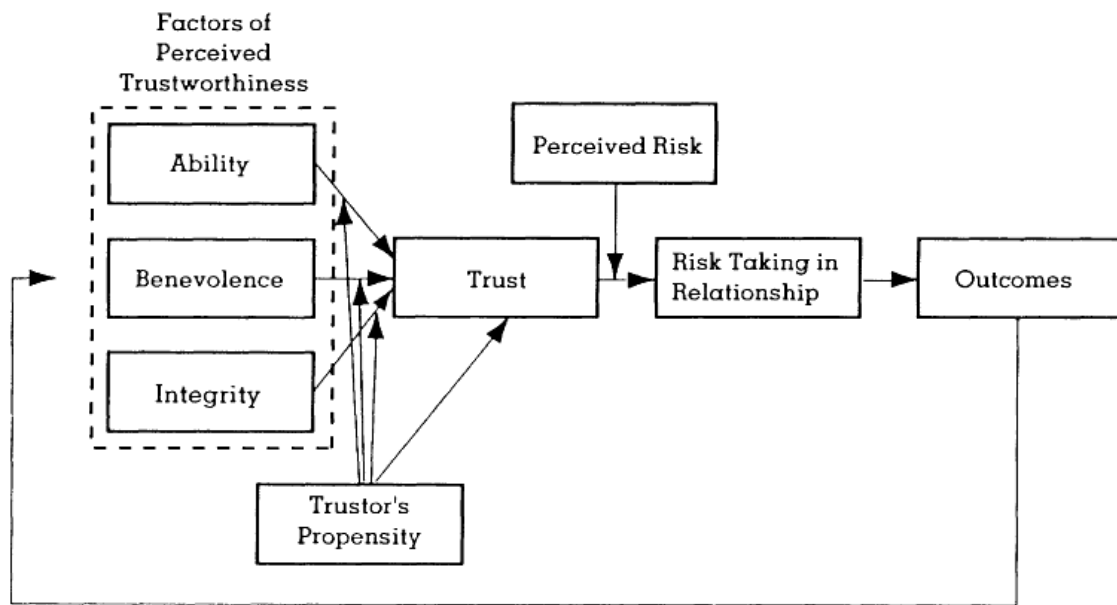 Factors of
Perceived
Trustworthiness
Ability
Benevolence
Integrity
Trustor's
Propensity
Trust
Perceived Risk
Risk Taking in
Relationship
Outcomes